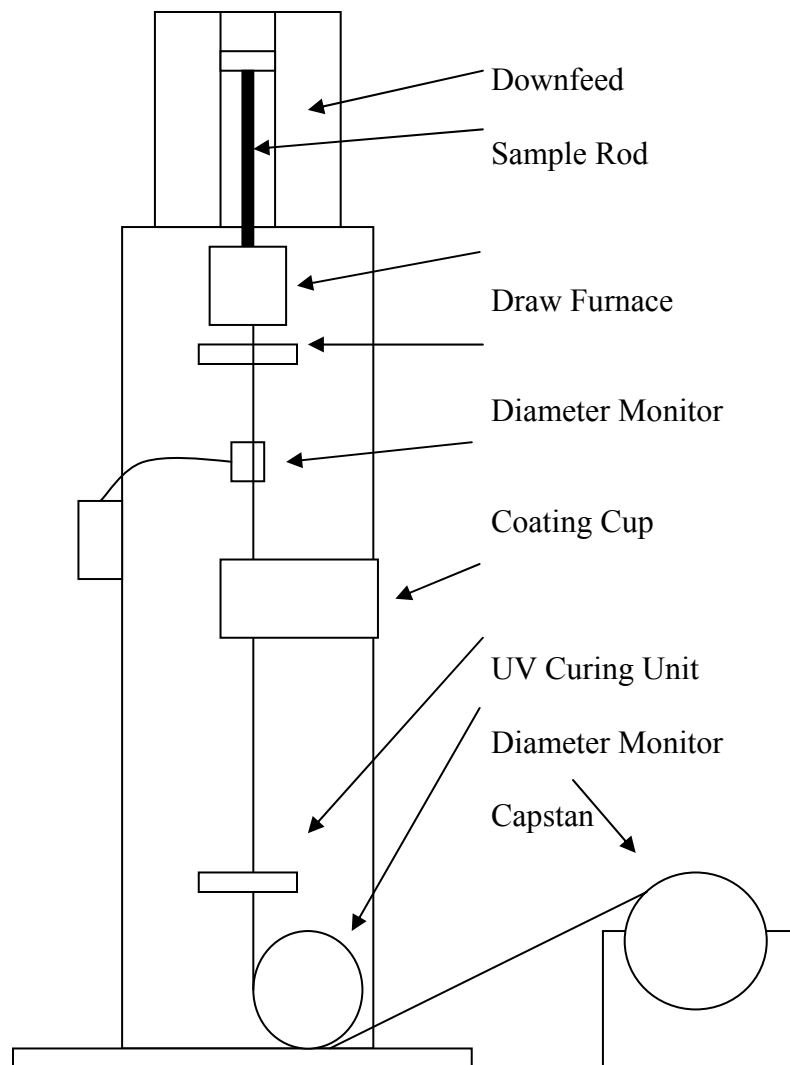 Downfeed
Sample Rod
Draw Furnace
Diameter Monitor
Coating Cup
UV Curing Unit
Diameter Monitor
Capstan